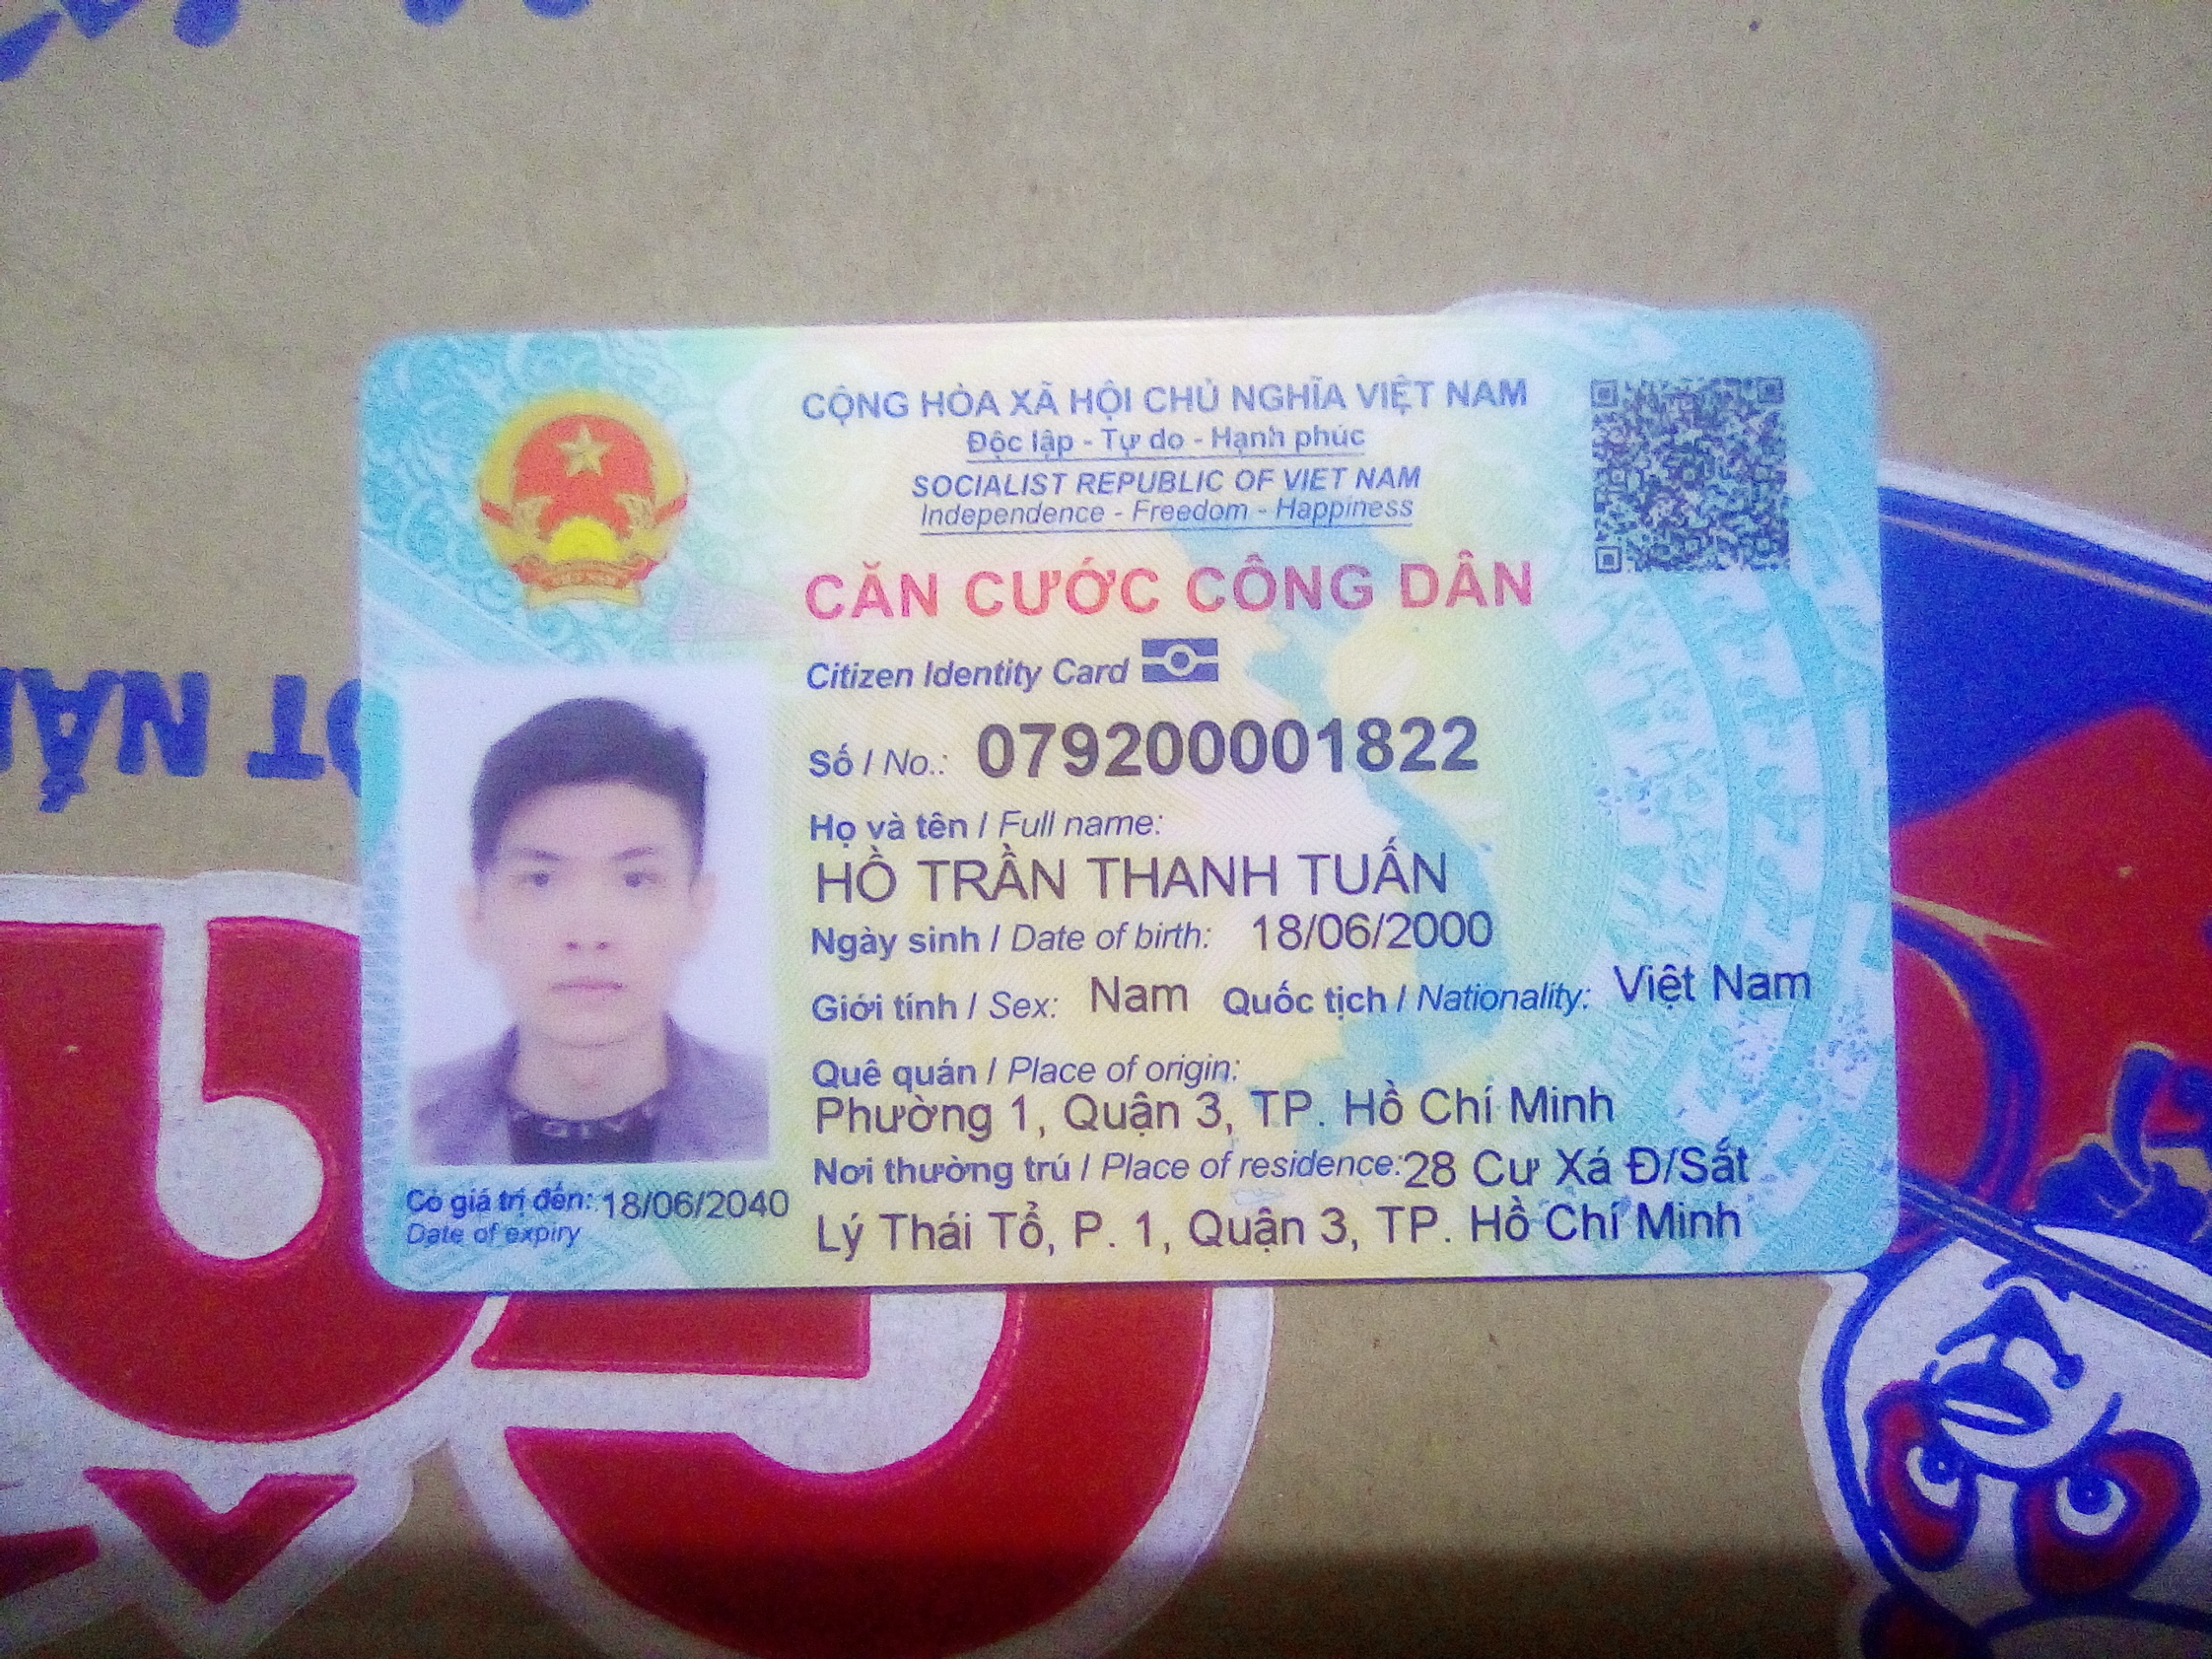 CỘNG HÒA XÃ HỘI CHỦ NGHĨA VIỆT NAM
Độc lập - Tự do - Hạnh phúc
SOCIALIST REPUBLIC OF VIET NAM
Independence - Freedom - Happiness
CĂN CƯỚC CÔNG DÂN
Citizen Identity Card
Số / No.: 079200001822
Họ và tên / Full name:
HỒ TRẦN THANH TUẤN
Ngày sinh / Date of birth: 18/06/2000
Giới tính / Sex: Nam Quốc tịch / Nationality: Việt Nam
Quê quán / Place of origin:
Phường 1, Quận 3, TP. Hồ Chí Minh
Nơi thường trú / Place of residence: 28 Cư Xá Đ/Sắt
Lý Thái Tổ, P. 1, Quận 3, TP. Hồ Chí Minh
Có giá trị đến: 18/06/2040
Date of expiry